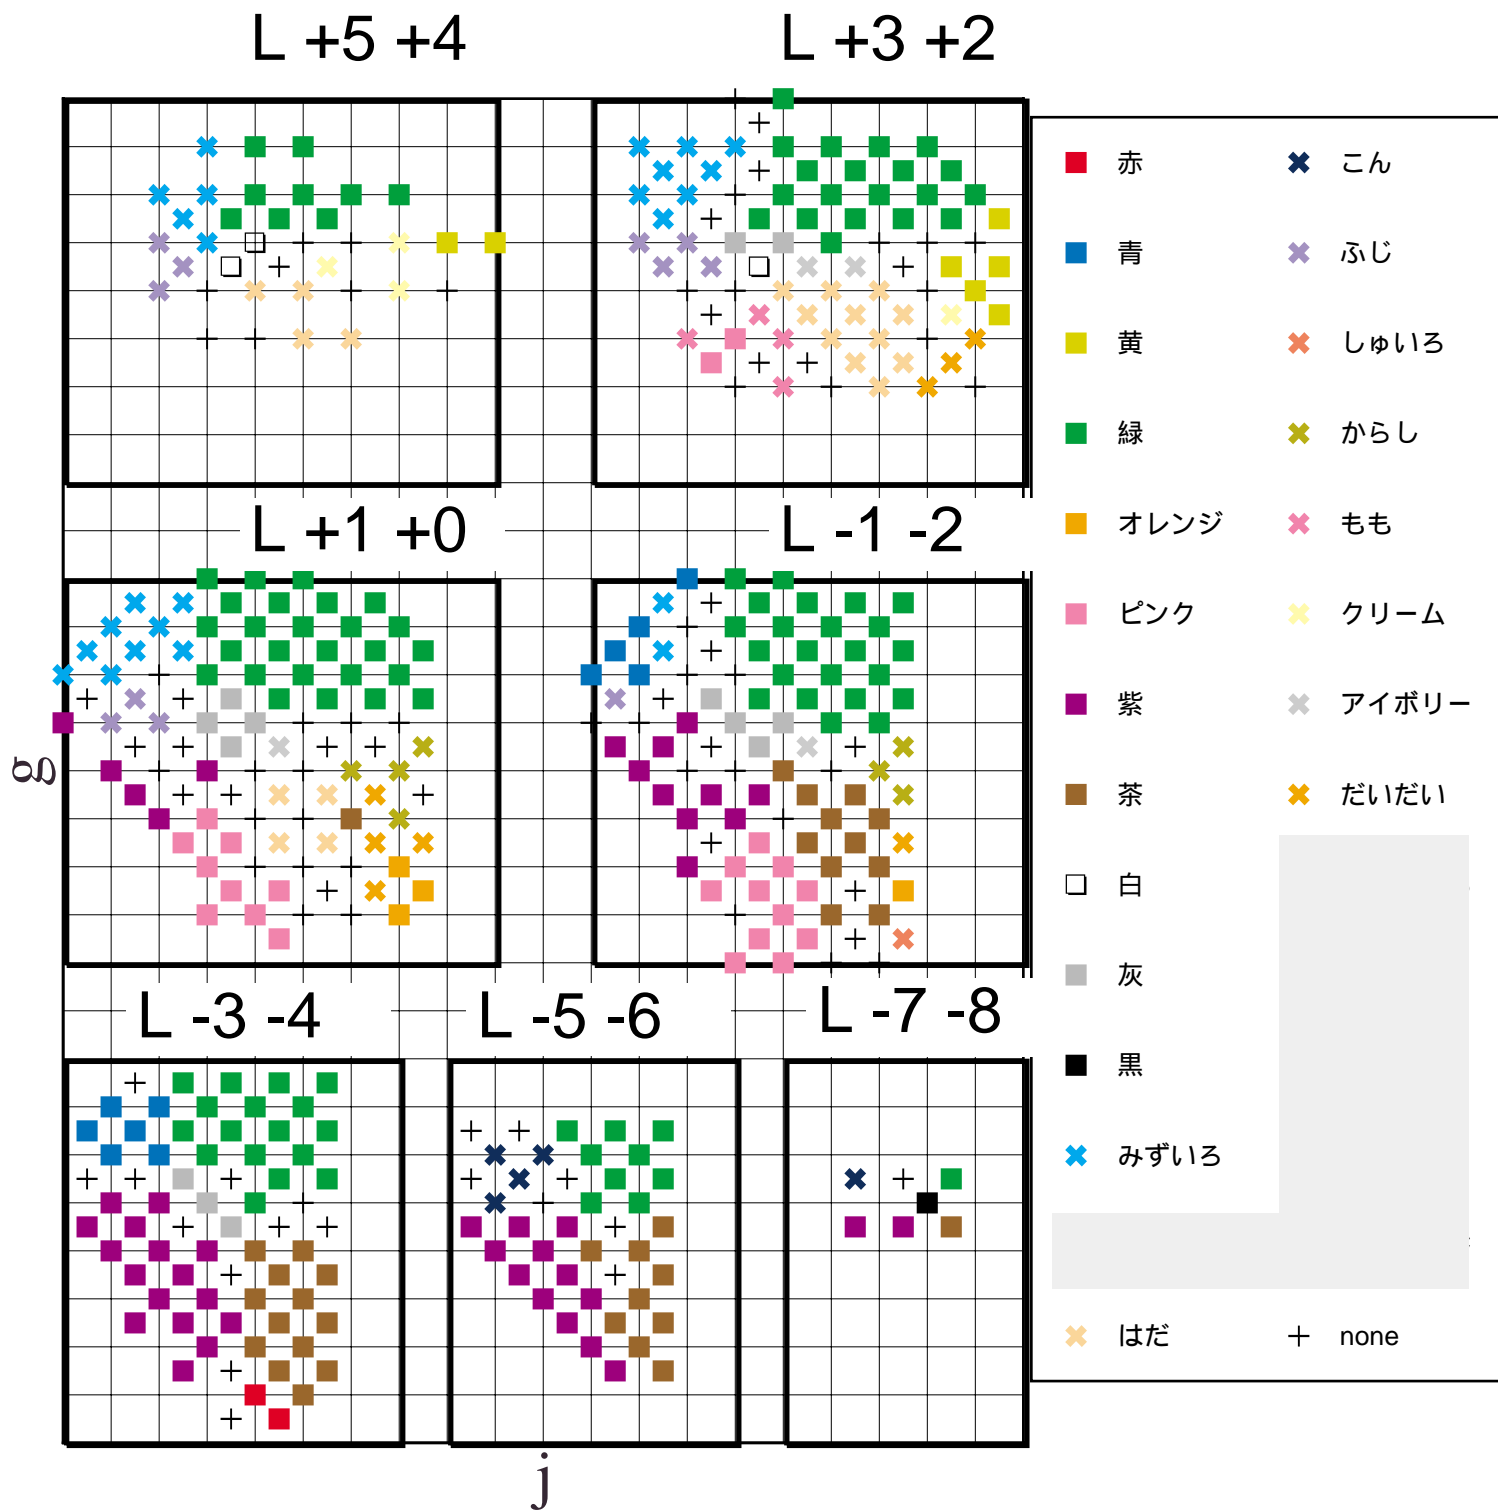 L +5 +4
L +3 +2
赤
こん
青
ふじ
黄
しゅいろ
緑
からし
L +1 +0
L -1 -2
オレンジ
もも
ピンク
クリーム
紫
アイボリー
g
茶
だいだい
白
灰
L -3 -4
L -5 -6
L -7 -8
黒
みずいろ
はだ
none
j